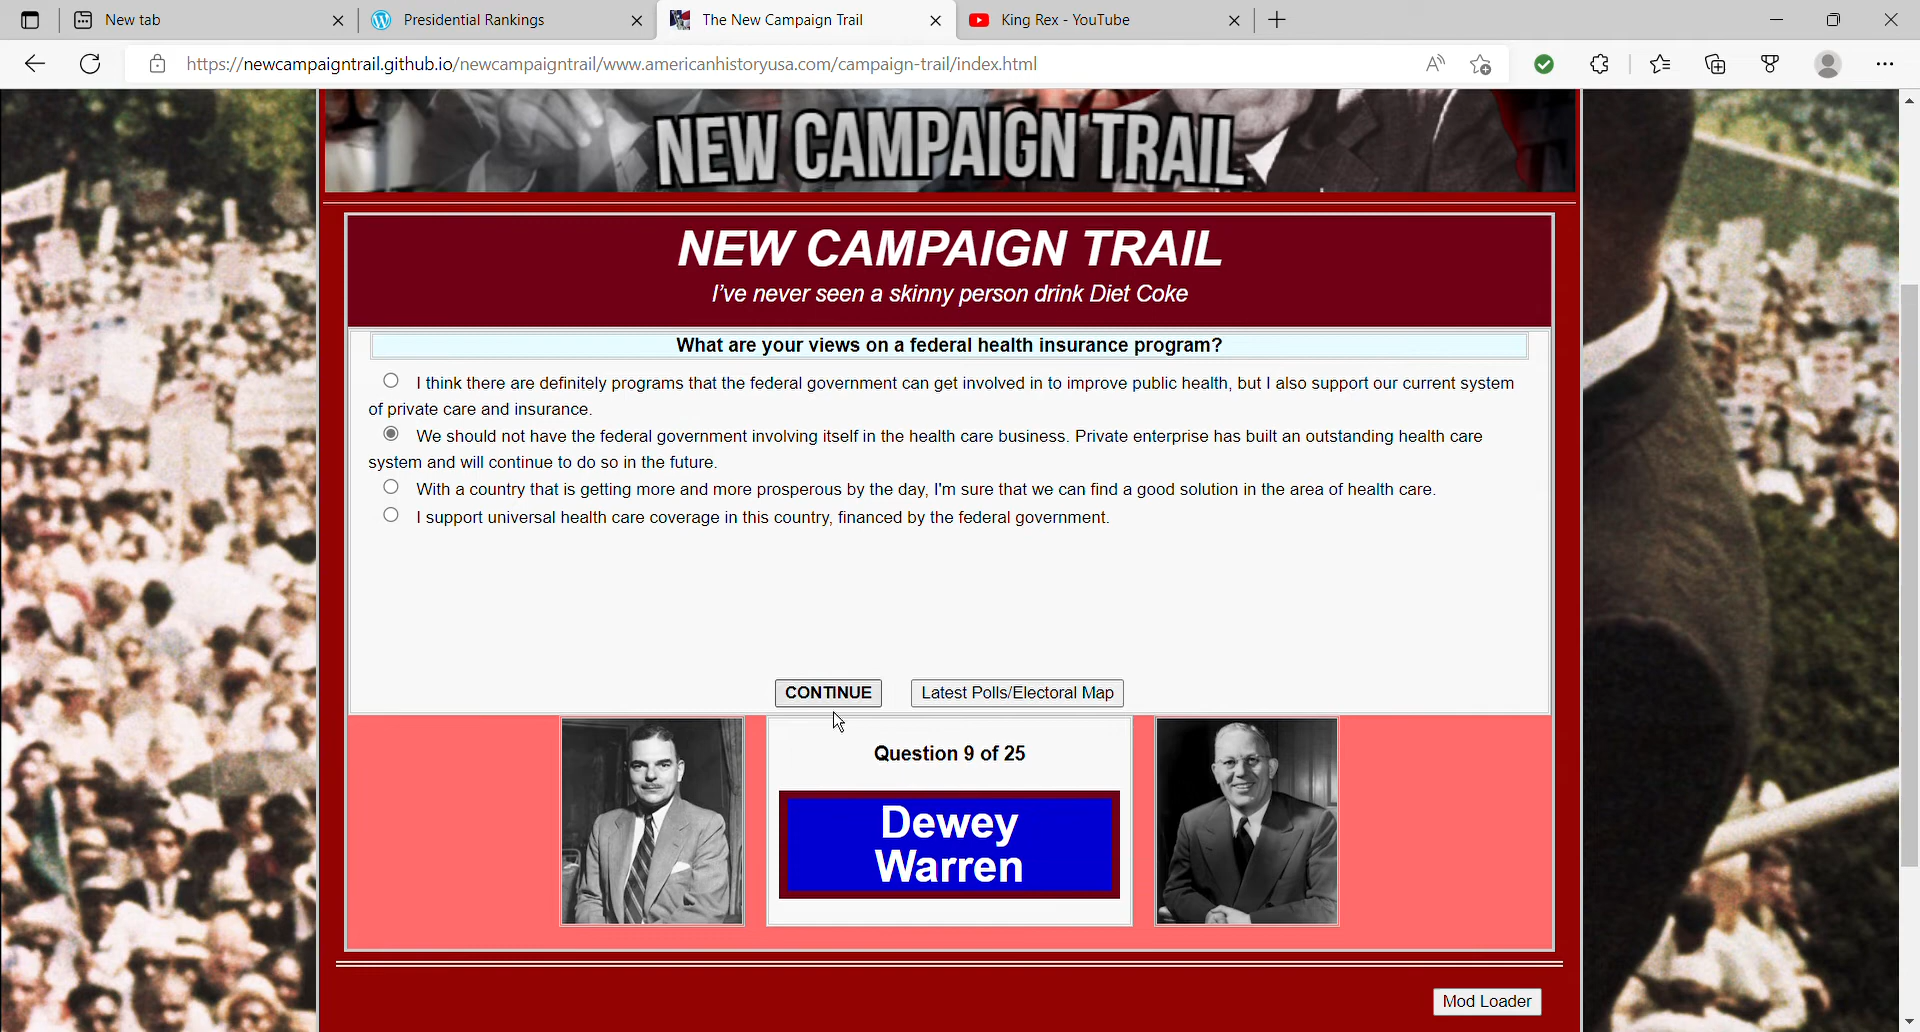 New tab
Presidential Rankings
The New Campaign Trail
King Rex - YouTube
https://newcampaigntrail.github.io/newcampaigntrail/www.americanhistoryusa.com/campaign-trail/index.html
NEW CAMPAIGN TRAIL
NEW CAMPAIGN TRAIL
I've never seen a skinny person drink Diet Coke
What are your views on a federal health insurance program?
I think there are definitely programs that the federal government can get involved in to improve public health, but I also support our current system
of private care and insurance.
We should not have the federal government involving itself in the health care business. Private enterprise has built an outstanding health care
system and will continue to do so in the future.
With a country that is getting more and more prosperous by the day, I'm sure that we can find a good solution in the area of health care.
I support universal health care coverage in this country, financed by the federal government.
CONTINUE
Latest Polls/Electoral Map
Question 9 of 25
Dewey
Warren
Mod Loader